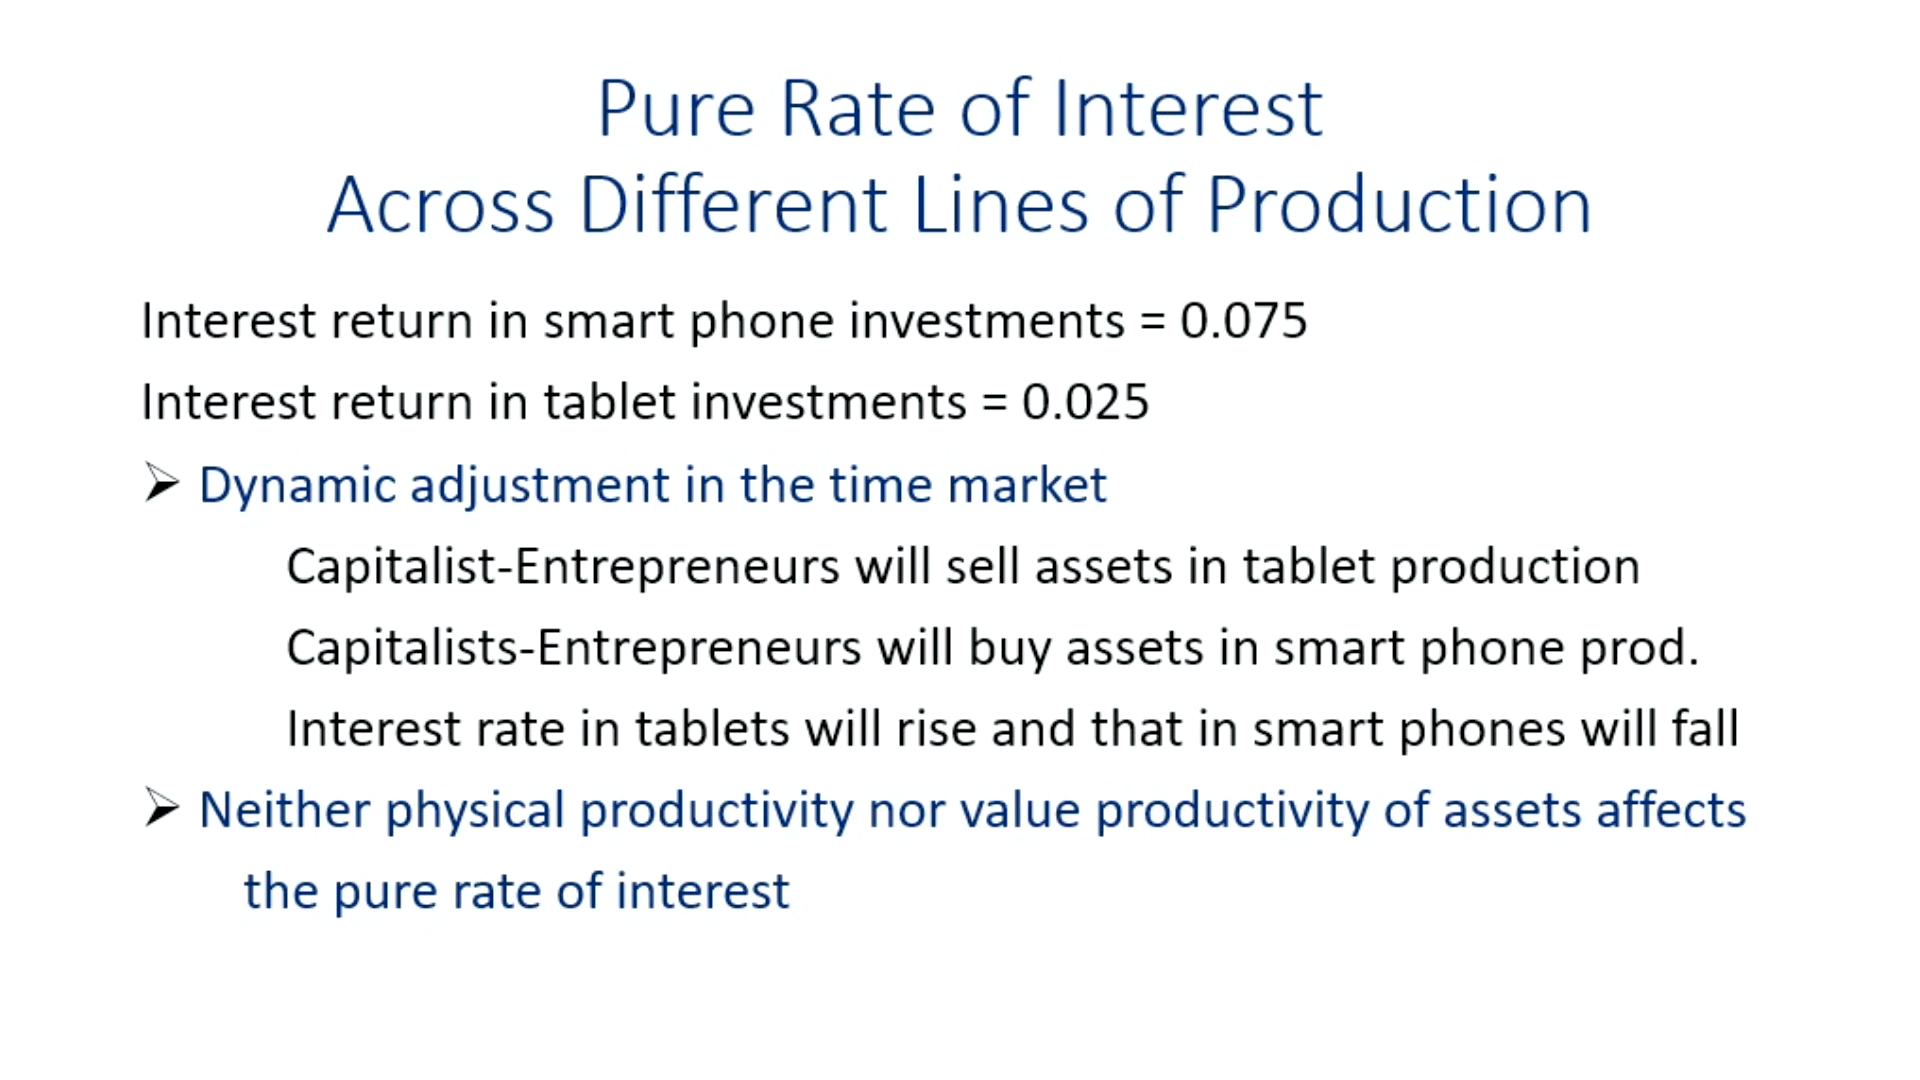 Pure Rate of Interest
Across Different Lines of Production
Interest return in smart phone investments = 0.075
Interest return in tablet investments = 0.025
➢ Dynamic adjustment in the time market
Capitalist-Entrepreneurs will sell assets in tablet production
Capitalists-Entrepreneurs will buy assets in smart phone prod.
Interest rate in tablets will rise and that in smart phones will fall
➢ Neither physical productivity nor value productivity of assets affects
the pure rate of interest